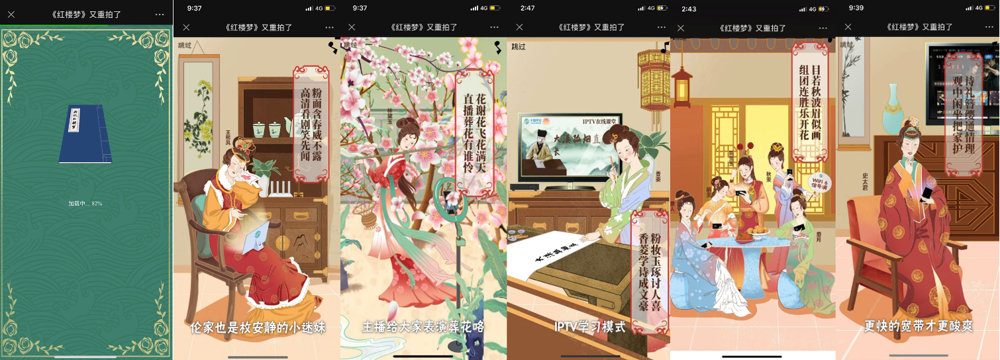 《红楼梦》又重拍了
加载中... 82%
9:37
4G
《红楼梦》又重拍了
跳过
粉面含春威不露
高清看剧笑先闻
王熙凤
伦家也是枚安静的小迷妹
9:37
4G
《红楼梦》又重拍了
跳过
花谢花飞花满天
直播葬花有谁怜
林黛玉
主播给大家表演葬花咯
2:47
4G
《红楼梦》又重拍了
跳过
IPTV在线课堂
大漠孤烟直
长
香菱
粉妆玉琢讨人喜
香菱学诗成文豪
IPTV学习模式
2:43
4G
《红楼梦》又重拍了
目若秋波眉似画
组团连胜乐开花
贾宝玉
秋雯
WiFi 6
信号满
麝月
9:39
4G
《红楼梦》又重拍了
跳过
诗礼簪缨通情理
史太君
更快的宽带才更酸爽